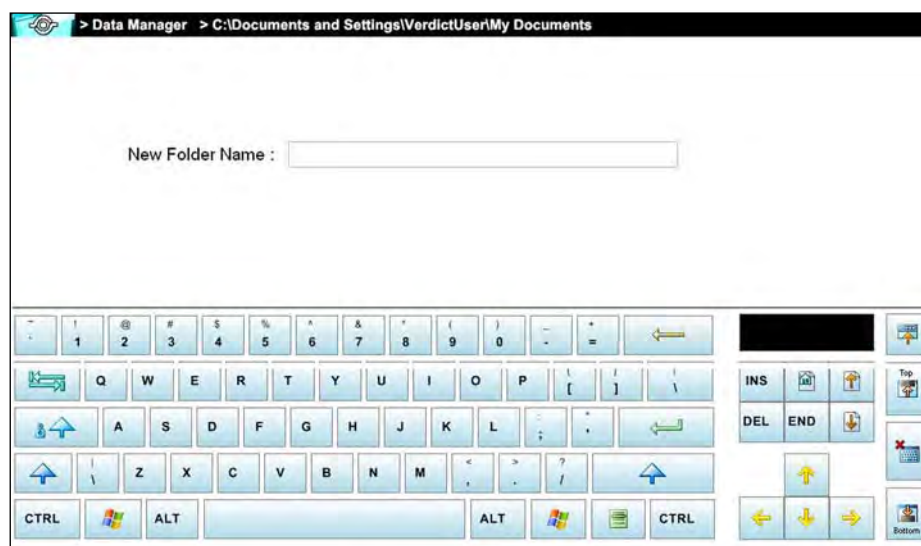 > Data Manager > C:\Documents and Settings\VerdictUser\My Documents
New Folder Name :
~ ! @ # $ % ^ & * ( ) _ +
1 2 3 4 5 6 7 8 9 0 - =
Q W E R T Y U I O P [ ] \
INS
Top
A S D F G H J K L ; '
DEL END
| < > ?
\ Z X C V B N M , . /
CTRL ALT ALT CTRL
Bottom